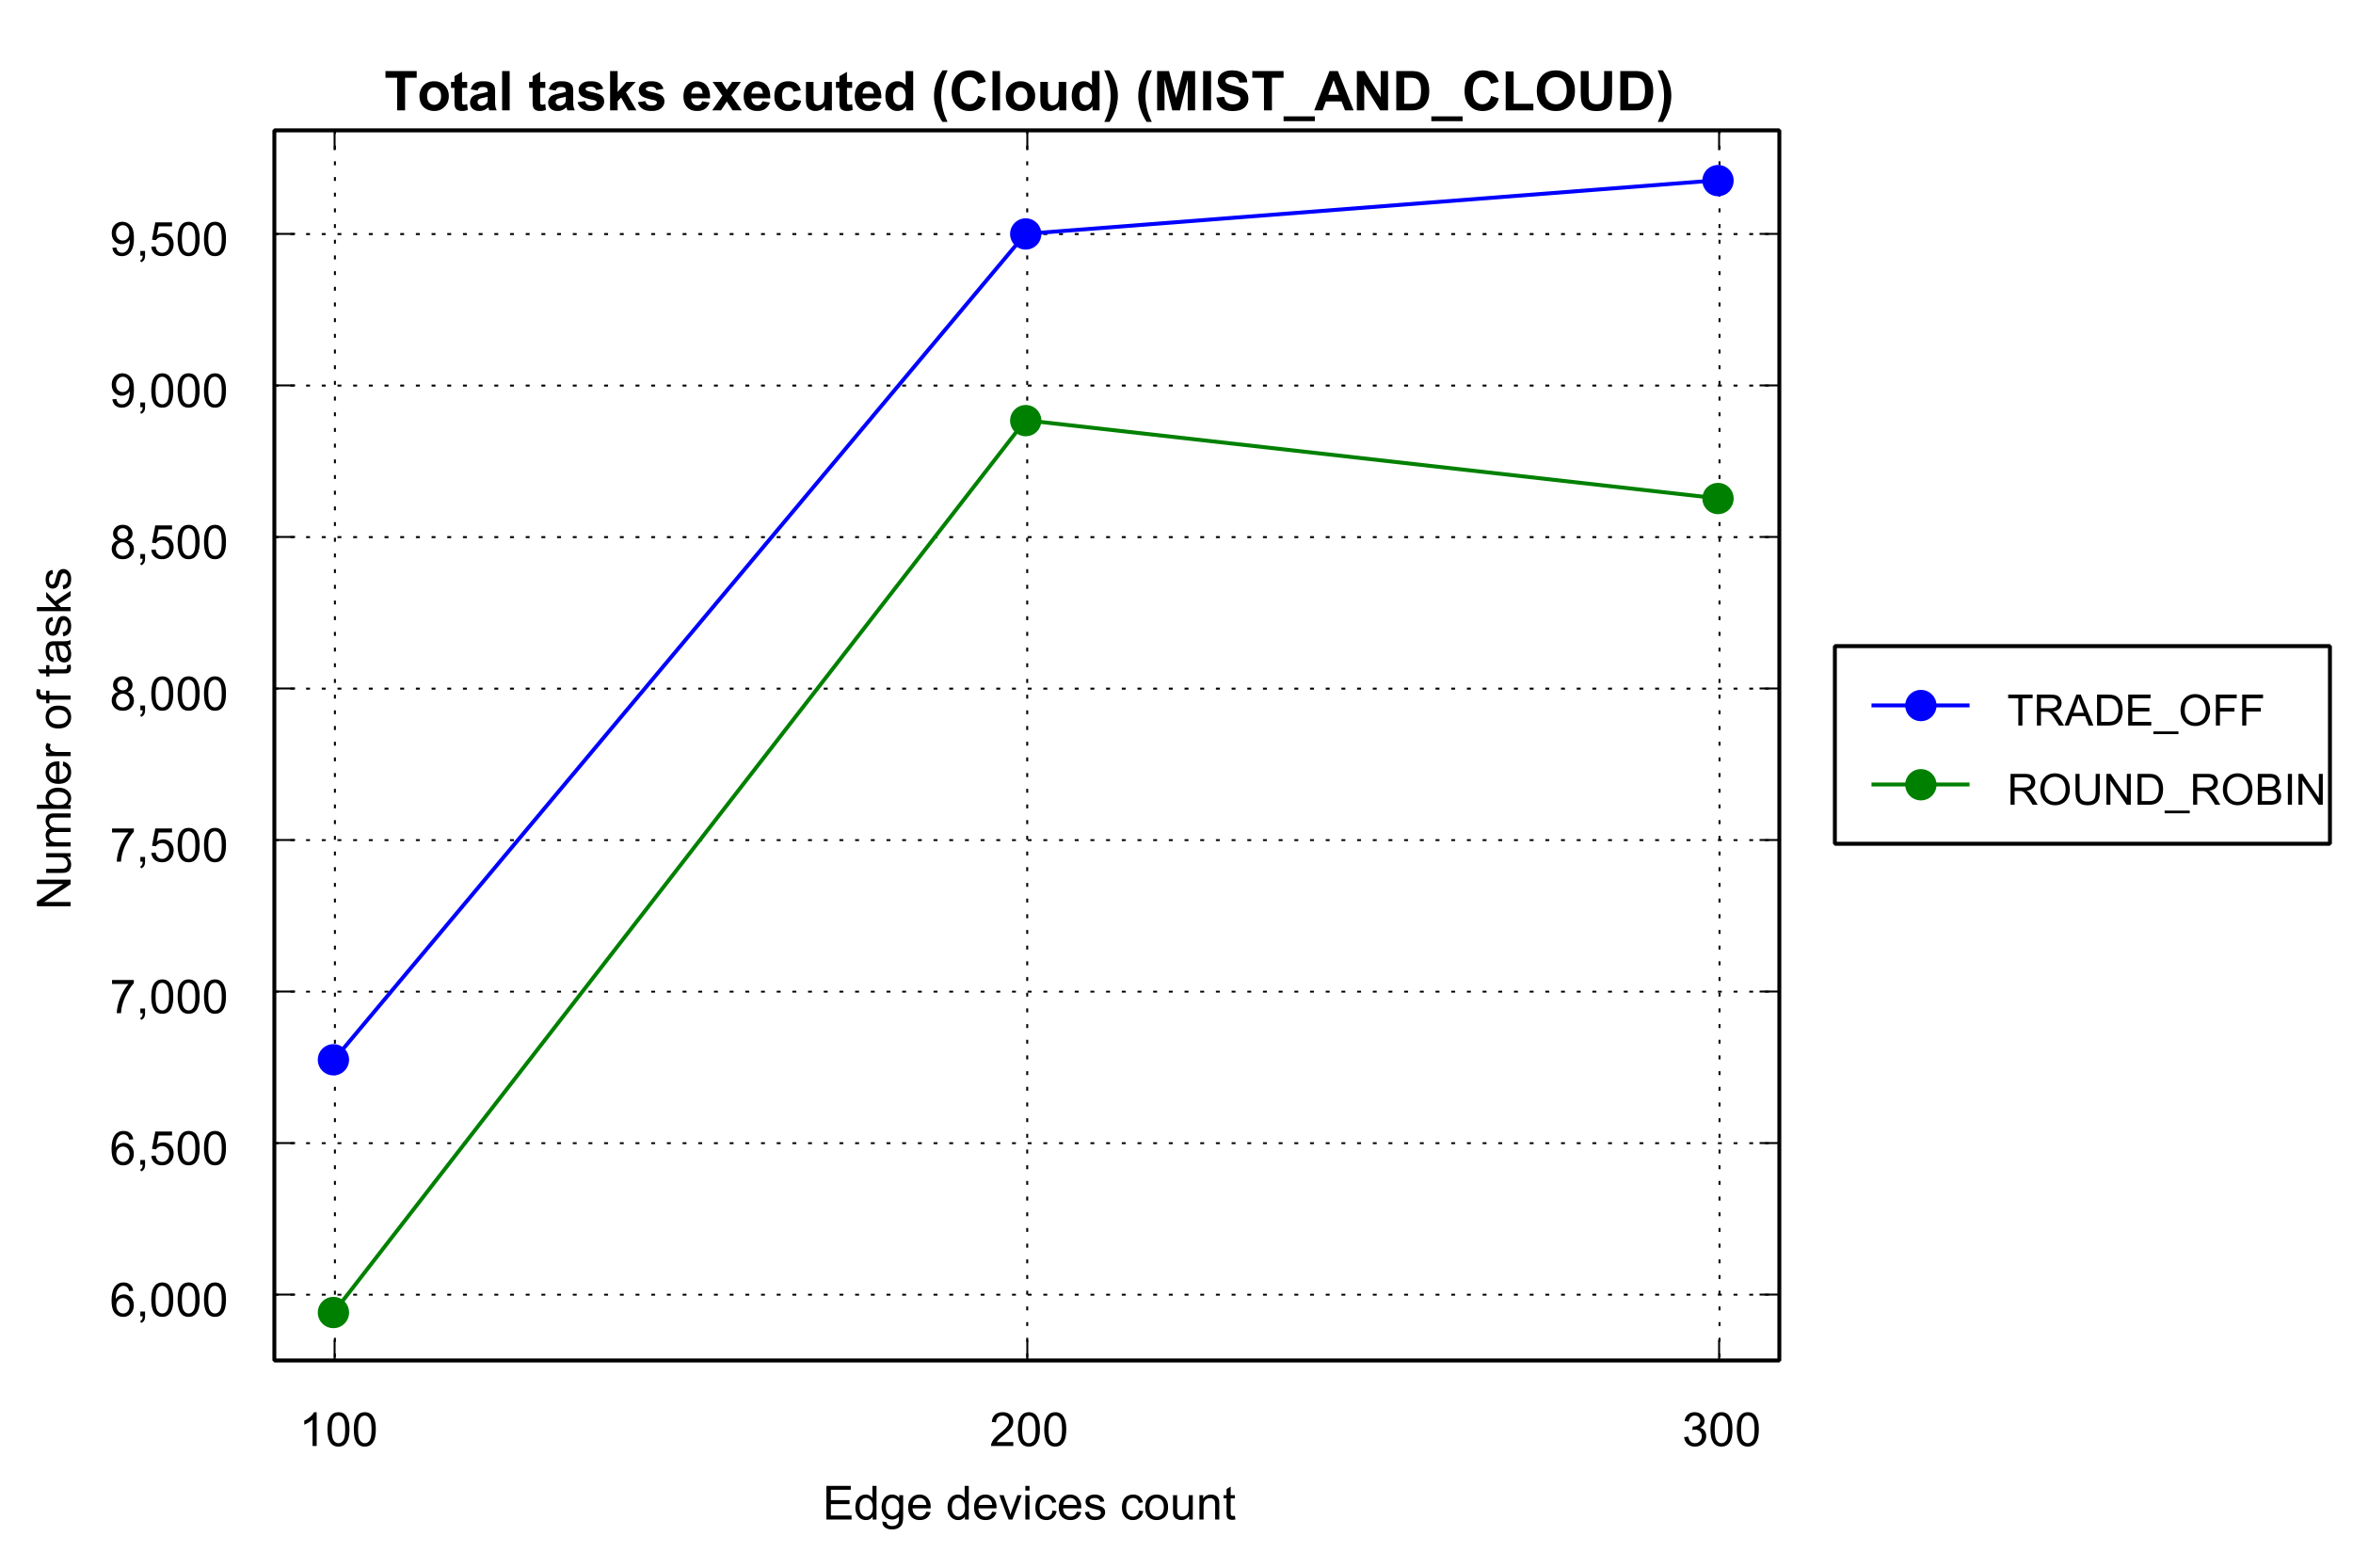 Total tasks executed (Cloud) (MIST_AND_CLOUD)
Number of tasks
9,500
9,000
8,500
8,000
7,500
7,000
6,500
6,000
100
200
300
Edge devices count
TRADE_OFF
ROUND_ROBIN